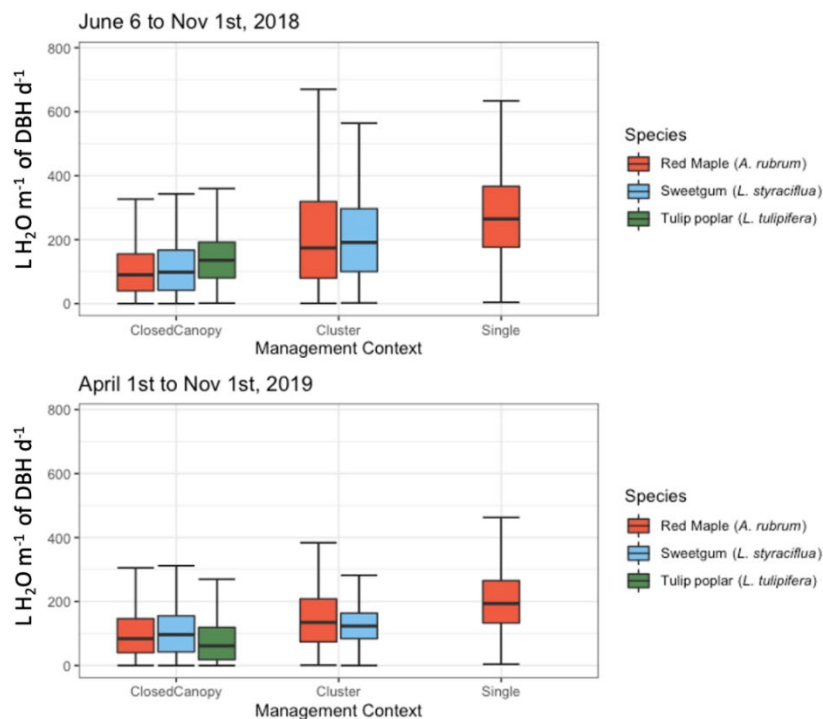 June 6 to Nov 1st, 2018
L H₂O m⁻¹ of DBH d⁻¹
800
600
400
200
0
ClosedCanopy Cluster Single
Management Context
Species
Red Maple (A. rubrum)
Sweetgum (L. styraciflua)
Tulip poplar (L. tulipifera)
April 1st to Nov 1st, 2019
L H₂O m⁻¹ of DBH d⁻¹
800
600
400
200
0
ClosedCanopy Cluster Single
Management Context
Species
Red Maple (A. rubrum)
Sweetgum (L. styraciflua)
Tulip poplar (L. tulipifera)